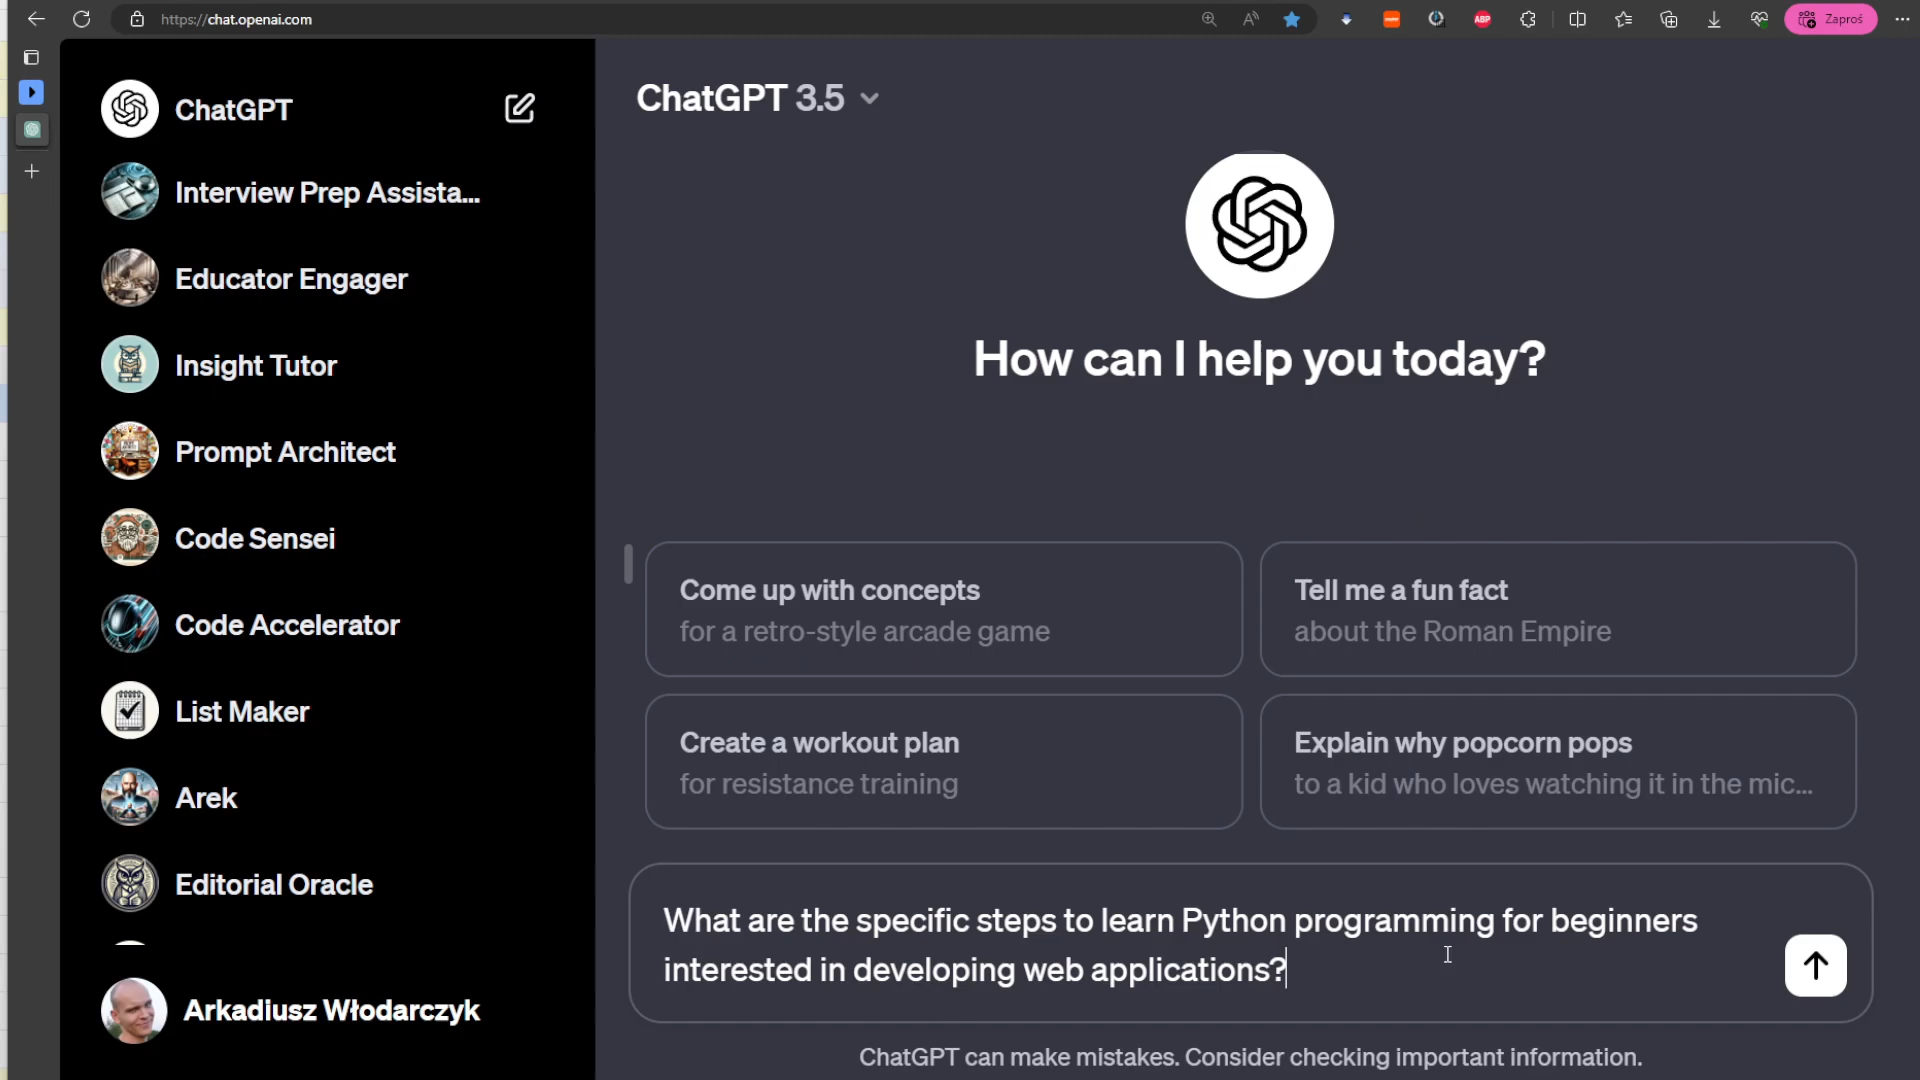 https://chat.openai.com
ABP
Zaproś
ChatGPT
Interview Prep Assista...
Educator Engager
Insight Tutor
Prompt Architect
Code Sensei
Code Accelerator
List Maker
Arek
Editorial Oracle
Arkadiusz Włodarczyk
ChatGPT 3.5
How can I help you today?
Come up with concepts
for a retro-style arcade game
Tell me a fun fact
about the Roman Empire
Create a workout plan
for resistance training
Explain why popcorn pops
to a kid who loves watching it in the mic...
What are the specific steps to learn Python programming for beginners
interested in developing web applications?
ChatGPT can make mistakes. Consider checking important information.